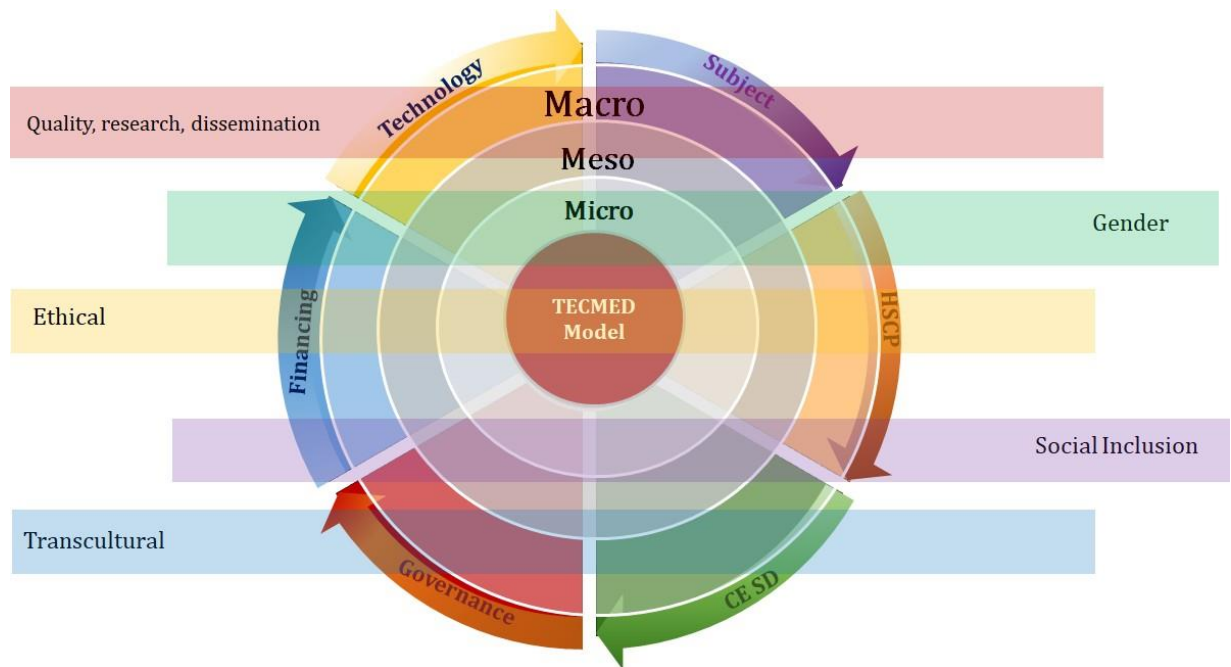 Technology
Subject
Macro
Quality, research, dissemination
Meso
Micro
Gender
TECMED
Model
Ethical
Financing
HSCP
Social Inclusion
Transcultural
Governance
CE SD